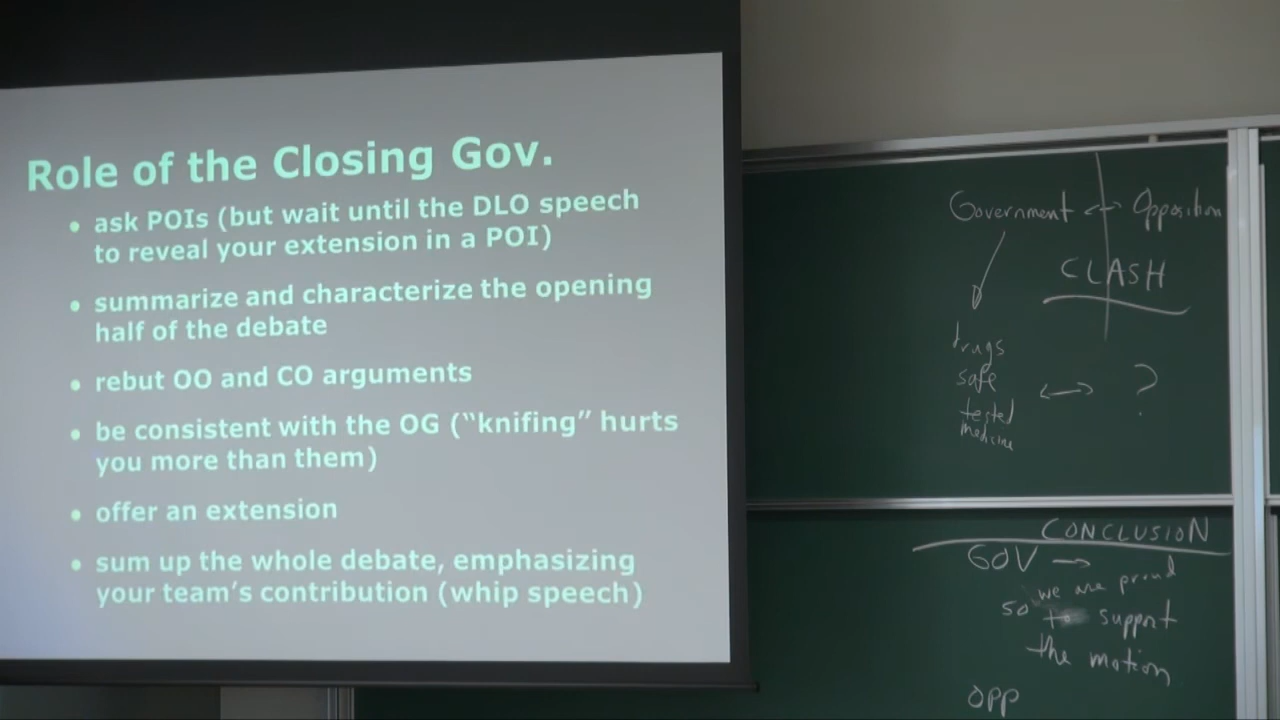 Role of the Closing Gov.
• ask POIs (but wait until the DLO speech
to reveal your extension in a POI)
• summarize and characterize the opening
half of the debate
• rebut OO and CO arguments
• be consistent with the OG (“knifing” hurts
you more than them)
• offer an extension
• sum up the whole debate, emphasizing
your team’s contribution (whip speech)
Government ↔ Opposition
CLASH
drugs
safe ↔ ?
tested
medicine
CONCLUSION
GOV →
we are proud
so to support
the motion
OPP